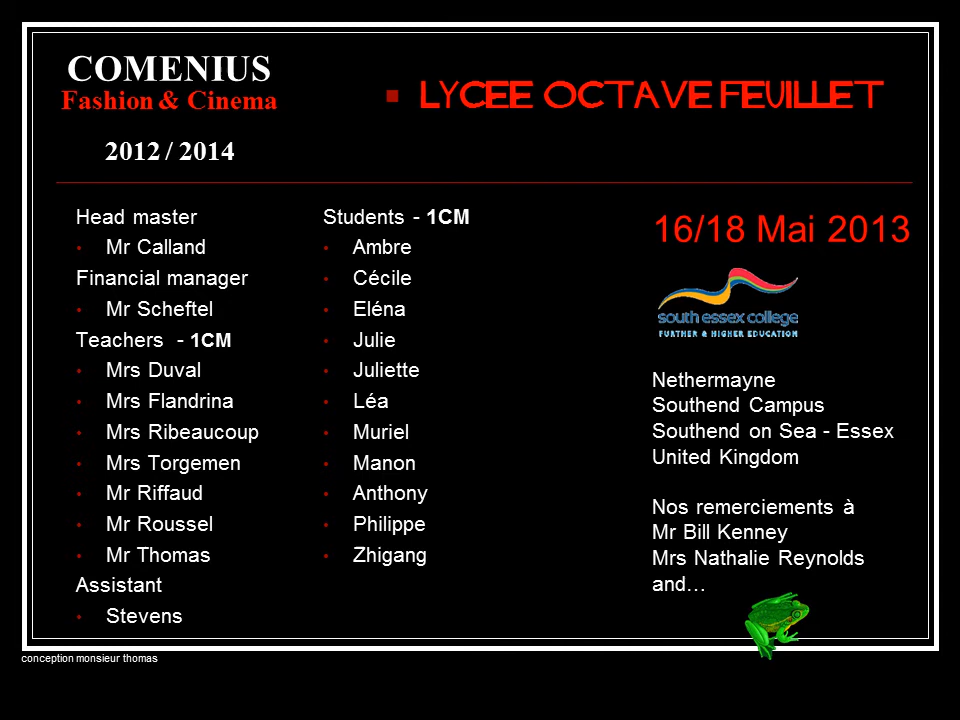 COMENIUS
Fashion & Cinema
2012 / 2014
LYCEE OCTAVE FEUILLET
Head master
Mr Calland
Financial manager
Mr Scheftel
Teachers - 1CM
Mrs Duval
Mrs Flandrina
Mrs Ribeaucoup
Mrs Torgemen
Mr Riffaud
Mr Roussel
Mr Thomas
Assistant
Stevens
Students - 1CM
Ambre
Cécile
Eléna
Julie
Juliette
Léa
Muriel
Manon
Anthony
Philippe
Zhigang
16/18 Mai 2013
south essex college
FURTHER & HIGHER EDUCATION
Nethermayne
Southend Campus
Southend on Sea - Essex
United Kingdom
Nos remerciements à
Mr Bill Kenney
Mrs Nathalie Reynolds
and…
conception monsieur thomas